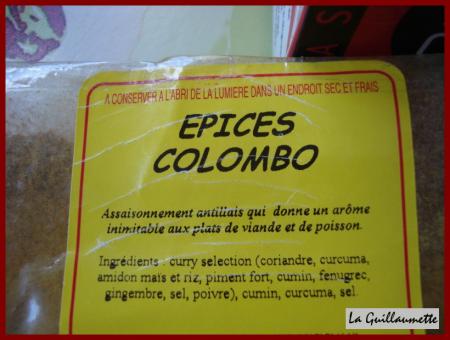 A CONSERVER A L'ABRI DE LA LUMIERE DANS UN ENDROIT SEC ET FRAIS
EPICES
COLOMBO
Assaisonnement antillais qui donne un arôme
inimitable aux plats de viande et de poisson.
Ingrédients : curry selection (coriandre, curcuma,
amidon maïs et riz, piment fort, cumin, fenugrec,
gingembre, sel, poivre), cumin, curcuma, sel.
La Guillaumette